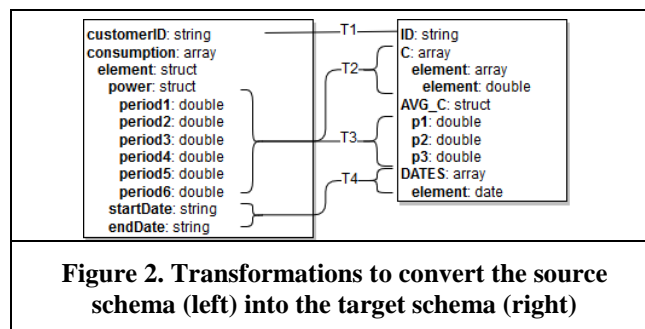 customerID: string
consumption: array
element: struct
power: struct
period1: double
period2: double
period3: double
period4: double
period5: double
period6: double
startDate: string
endDate: string
T1
T2
T3
T4
ID: string
C: array
element: array
element: double
AVG_C: struct
p1: double
p2: double
p3: double
DATES: array
element: date
Figure 2. Transformations to convert the source
schema (left) into the target schema (right)